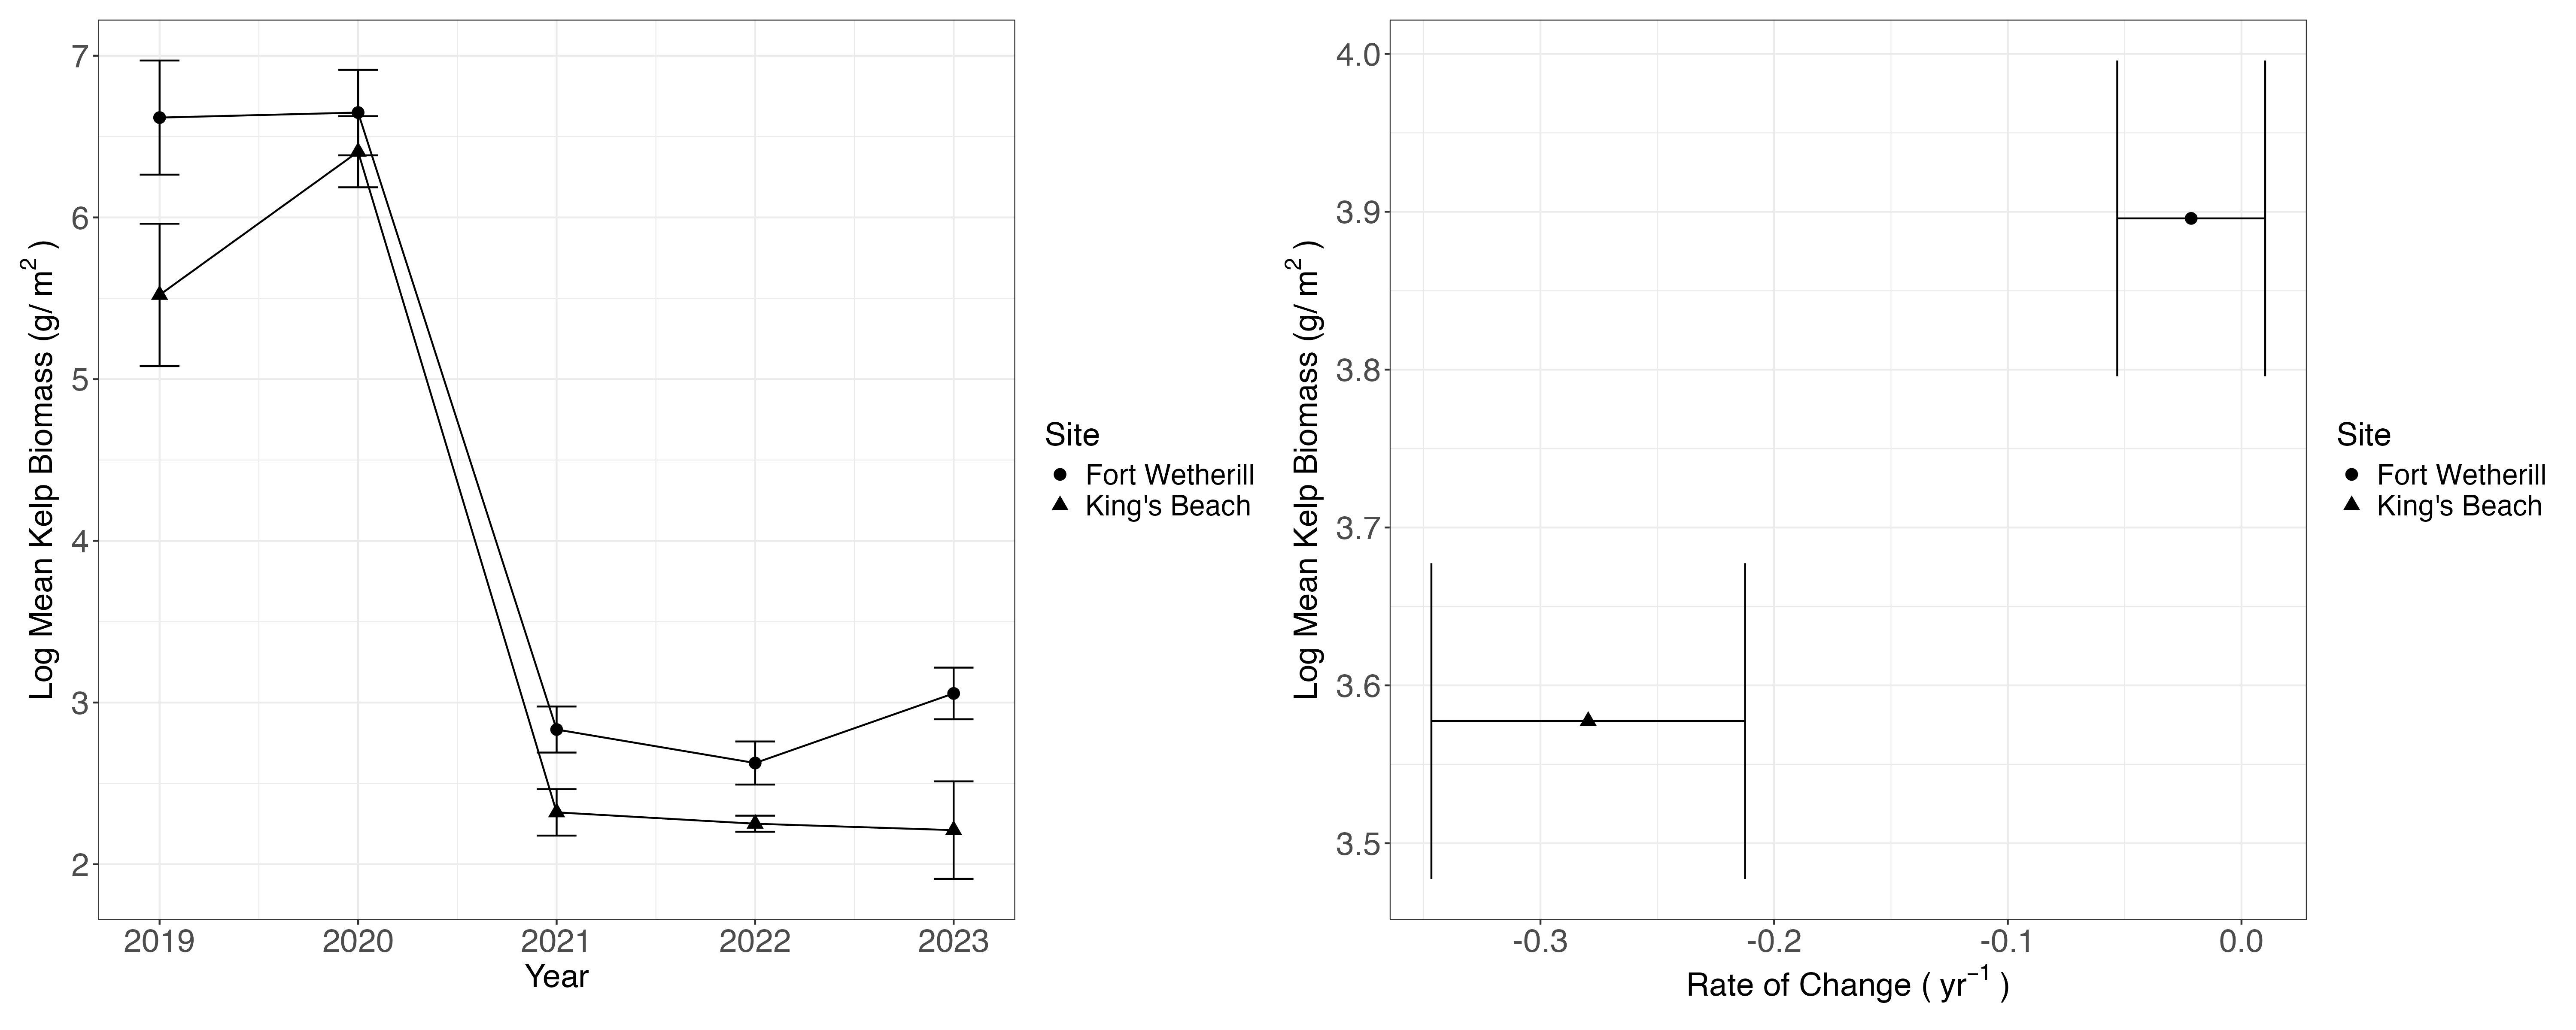 7
6
5
4
3
2
Log Mean Kelp Biomass (g/ m² )
2019 2020 2021 2022 2023
Year
Site
Fort Wetherill
King's Beach
4.0
3.9
3.8
3.7
3.6
3.5
Log Mean Kelp Biomass (g/ m² )
-0.3 -0.2 -0.1 0.0
Rate of Change ( yr⁻¹ )
Site
Fort Wetherill
King's Beach